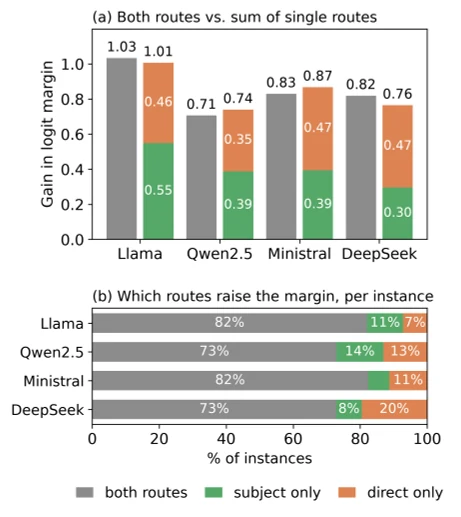 (a) Both routes vs. sum of single routes
Gain in logit margin
1.0
0.8
0.6
0.4
0.2
0.0
1.03 1.01
0.46
0.55
0.71 0.74
0.35
0.39
0.83 0.87
0.47
0.39
0.82 0.76
0.47
0.30
Llama Qwen2.5 Ministral DeepSeek
(b) Which routes raise the margin, per instance
Llama 82% 11% 7%
Qwen2.5 73% 14% 13%
Ministral 82% 11%
DeepSeek 73% 8% 20%
0 20 40 60 80 100
% of instances
both routes subject only direct only